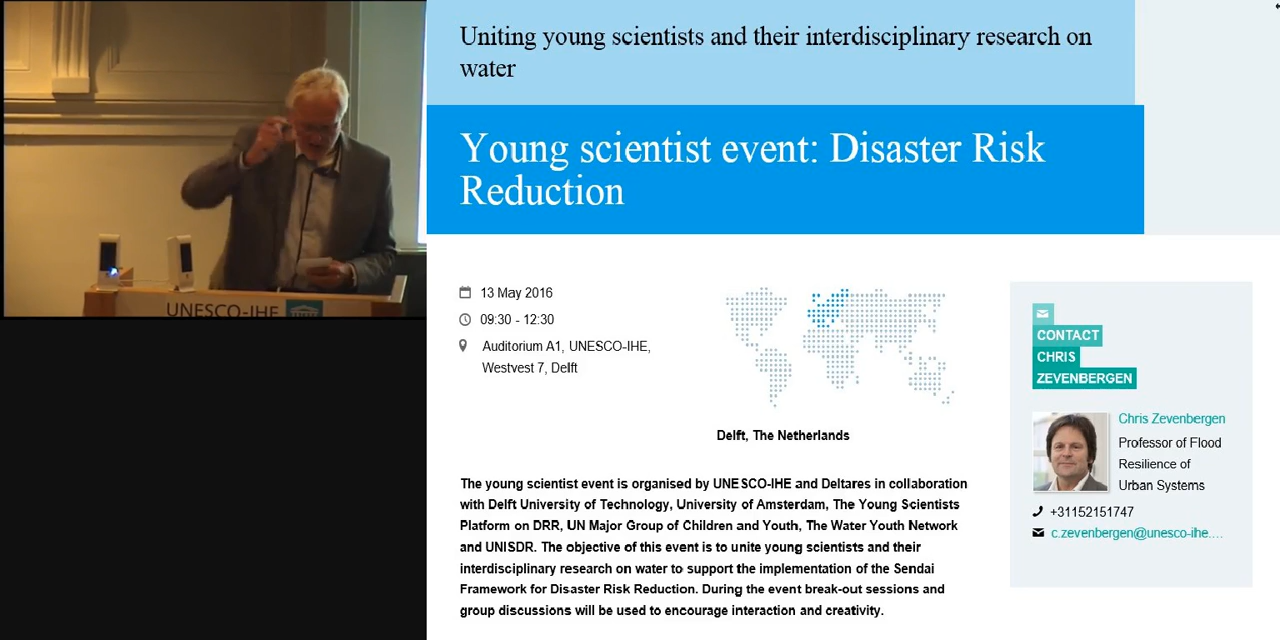 Uniting young scientists and their interdisciplinary research on
water
Young scientist event: Disaster Risk
Reduction
13 May 2016
09:30 - 12:30
Auditorium A1, UNESCO-IHE,
Westvest 7, Delft
Delft, The Netherlands
The young scientist event is organised by UNESCO-IHE and Deltares in collaboration
with Delft University of Technology, University of Amsterdam, The Young Scientists
Platform on DRR, UN Major Group of Children and Youth, The Water Youth Network
and UNISDR. The objective of this event is to unite young scientists and their
interdisciplinary research on water to support the implementation of the Sendai
Framework for Disaster Risk Reduction. During the event break-out sessions and
group discussions will be used to encourage interaction and creativity.
CONTACT
CHRIS
ZEVENBERGEN
Chris Zevenbergen
Professor of Flood
Resilience of
Urban Systems
+31152151747
c.zevenbergen@unesco-ihe....
UNESCO-IHE